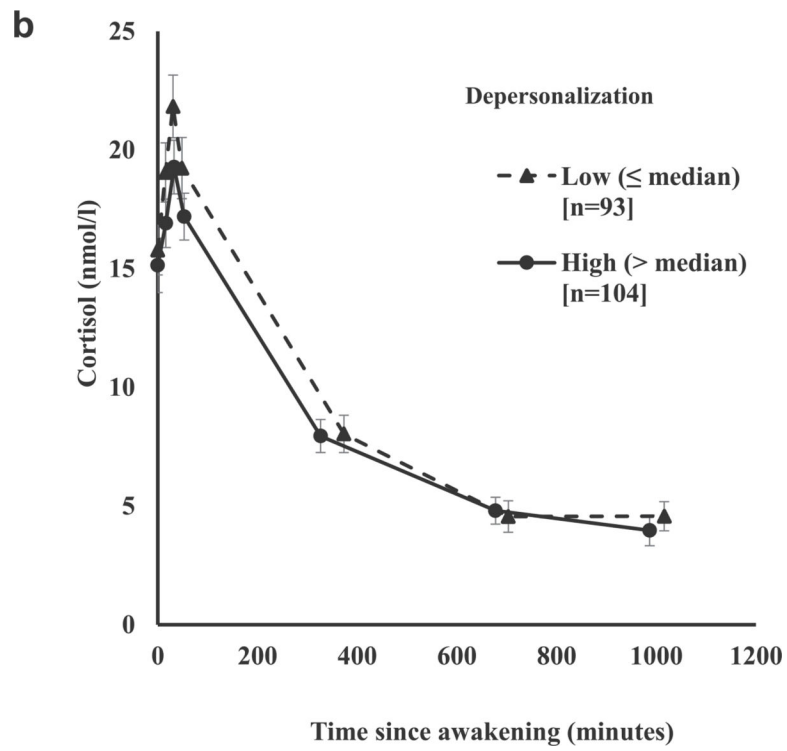 b
25
20
15
10
5
0
Cortisol (nmol/l)
Depersonalization
Low (≤ median)
[n=93]
High (> median)
[n=104]
0 200 400 600 800 1000 1200
Time since awakening (minutes)